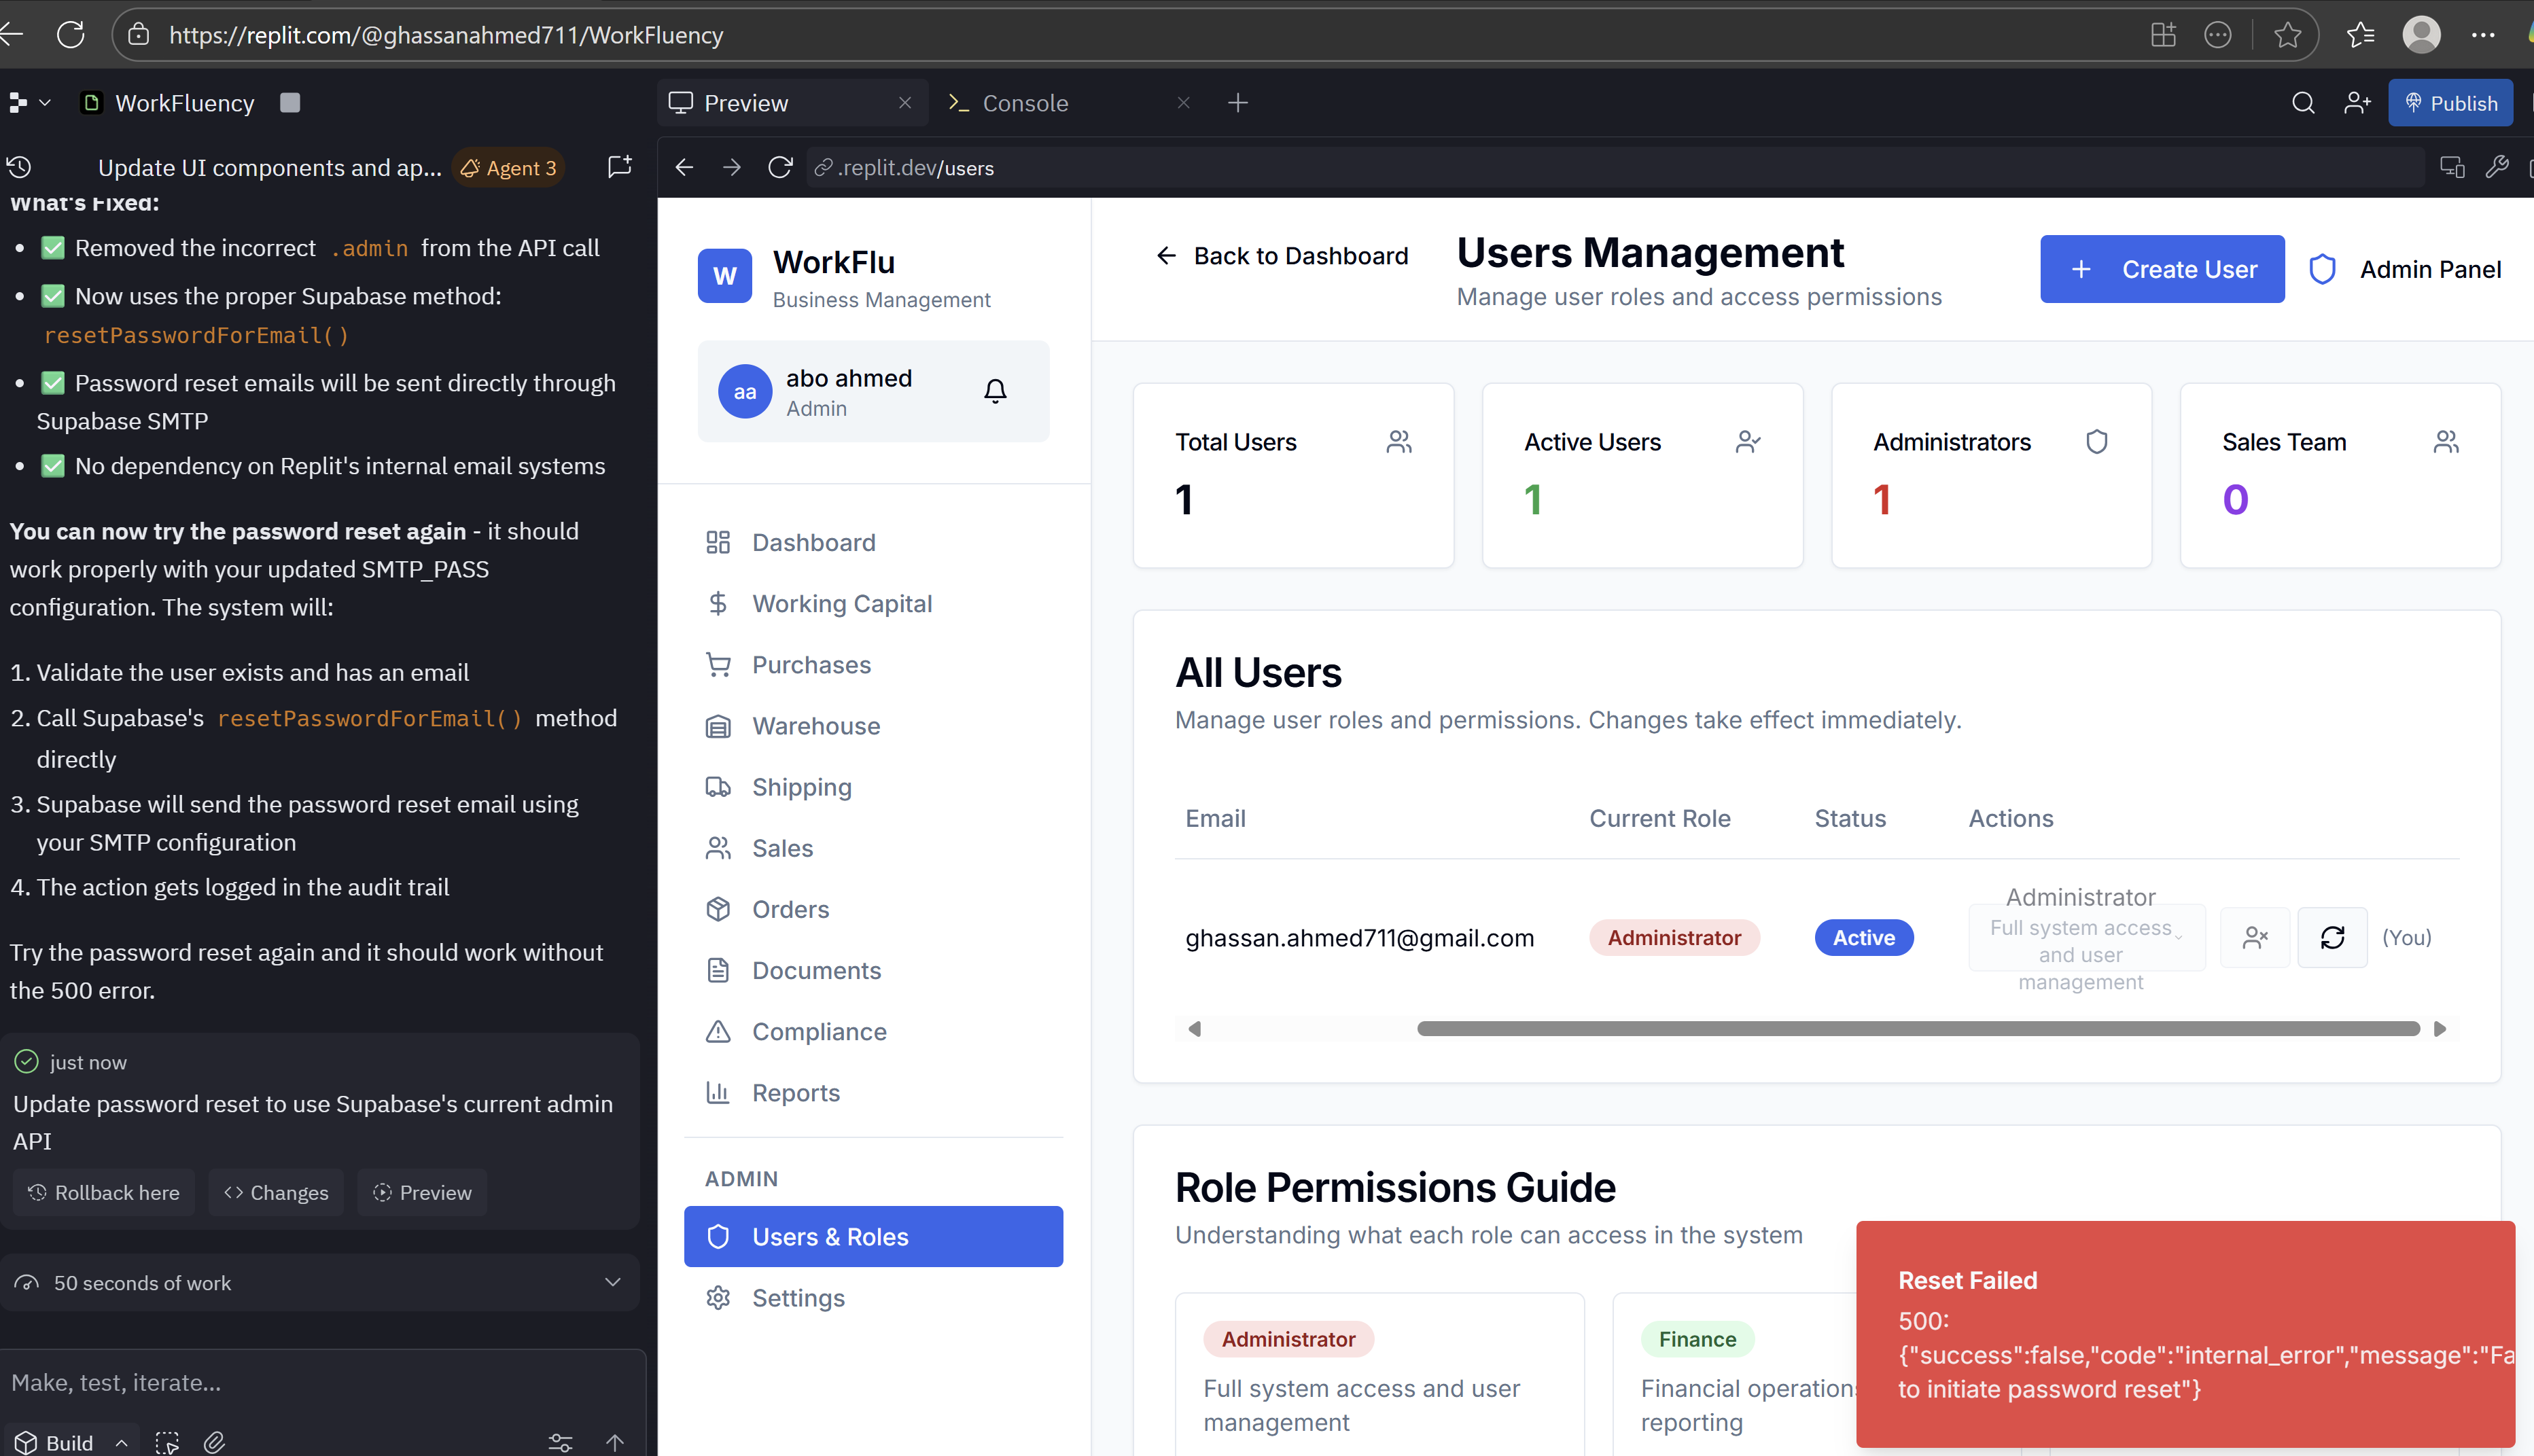 https://replit.com/@ghassanahmed711/WorkFluency
WorkFluency
Preview
Console
Publish
Update UI components and ap...
Agent 3
.replit.dev/users
What's Fixed:
Removed the incorrect .admin from the API call
Now uses the proper Supabase method:
resetPasswordForEmail()
Password reset emails will be sent directly through
Supabase SMTP
No dependency on Replit's internal email systems
You can now try the password reset again - it should
work properly with your updated SMTP_PASS
configuration. The system will:
1. Validate the user exists and has an email
2. Call Supabase's resetPasswordForEmail() method
directly
3. Supabase will send the password reset email using
your SMTP configuration
4. The action gets logged in the audit trail
Try the password reset again and it should work without
the 500 error.
just now
Update password reset to use Supabase's current admin
API
Rollback here
Changes
Preview
50 seconds of work
Make, test, iterate...
Build
W
WorkFlu
Business Management
aa
abo ahmed
Admin
Dashboard
Working Capital
Purchases
Warehouse
Shipping
Sales
Orders
Documents
Compliance
Reports
ADMIN
Users & Roles
Settings
Back to Dashboard
Users Management
Manage user roles and access permissions
Create User
Admin Panel
Total Users
1
Active Users
1
Administrators
1
Sales Team
0
All Users
Manage user roles and permissions. Changes take effect immediately.
Email
Current Role
Status
Actions
ghassan.ahmed711@gmail.com
Administrator
Active
Administrator
Full system access
and user
management
(You)
Role Permissions Guide
Understanding what each role can access in the system
Administrator
Full system access and user
management
Finance
Financial operations
reporting
Reset Failed
500:
{"success":false,"code":"internal_error","message":"Fa
to initiate password reset"}